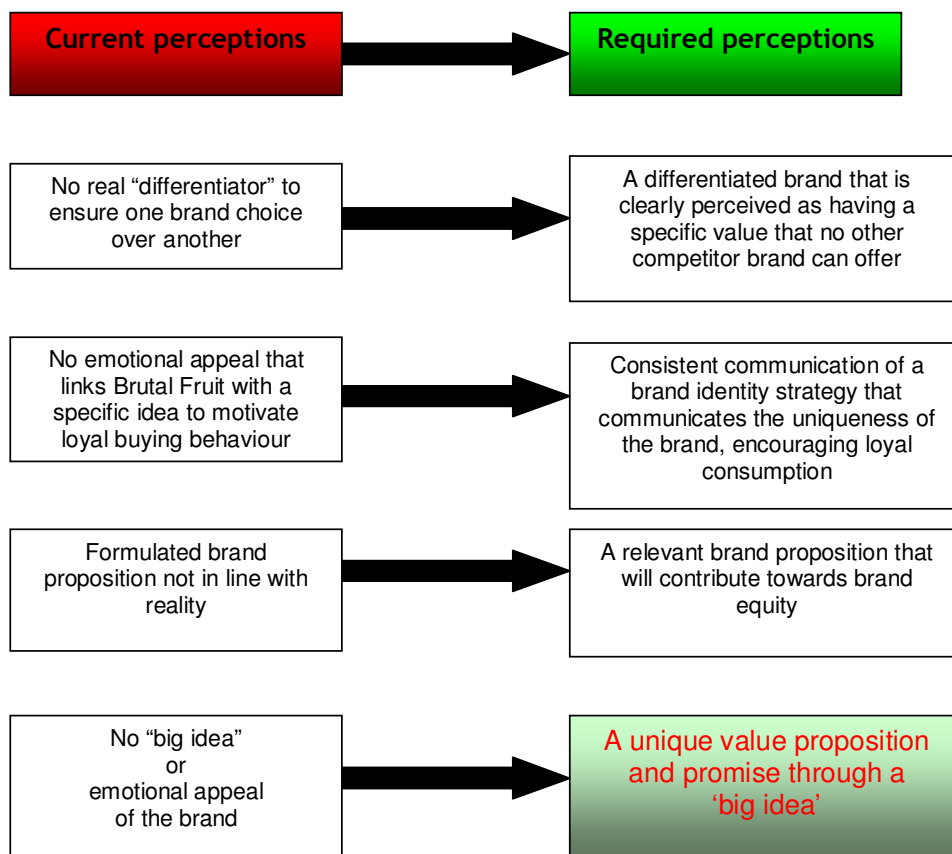 Current perceptions
Required perceptions
No real “differentiator” to
ensure one brand choice
over another
A differentiated brand that is
clearly perceived as having a
specific value that no other
competitor brand can offer
No emotional appeal that
links Brutal Fruit with a
specific idea to motivate
loyal buying behaviour
Consistent communication of a
brand identity strategy that
communicates the uniqueness of
the brand, encouraging loyal
consumption
Formulated brand
proposition not in line with
reality
A relevant brand proposition that
will contribute towards brand
equity
No “big idea”
or
emotional appeal
of the brand
A unique value proposition
and promise through a
‘big idea’